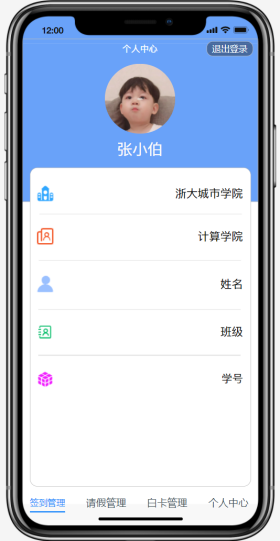 12:00
个人中心 退出登录
张小伯
浙大城市学院
计算学院
姓名
班级
学号
签到管理 请假管理 白卡管理 个人中心